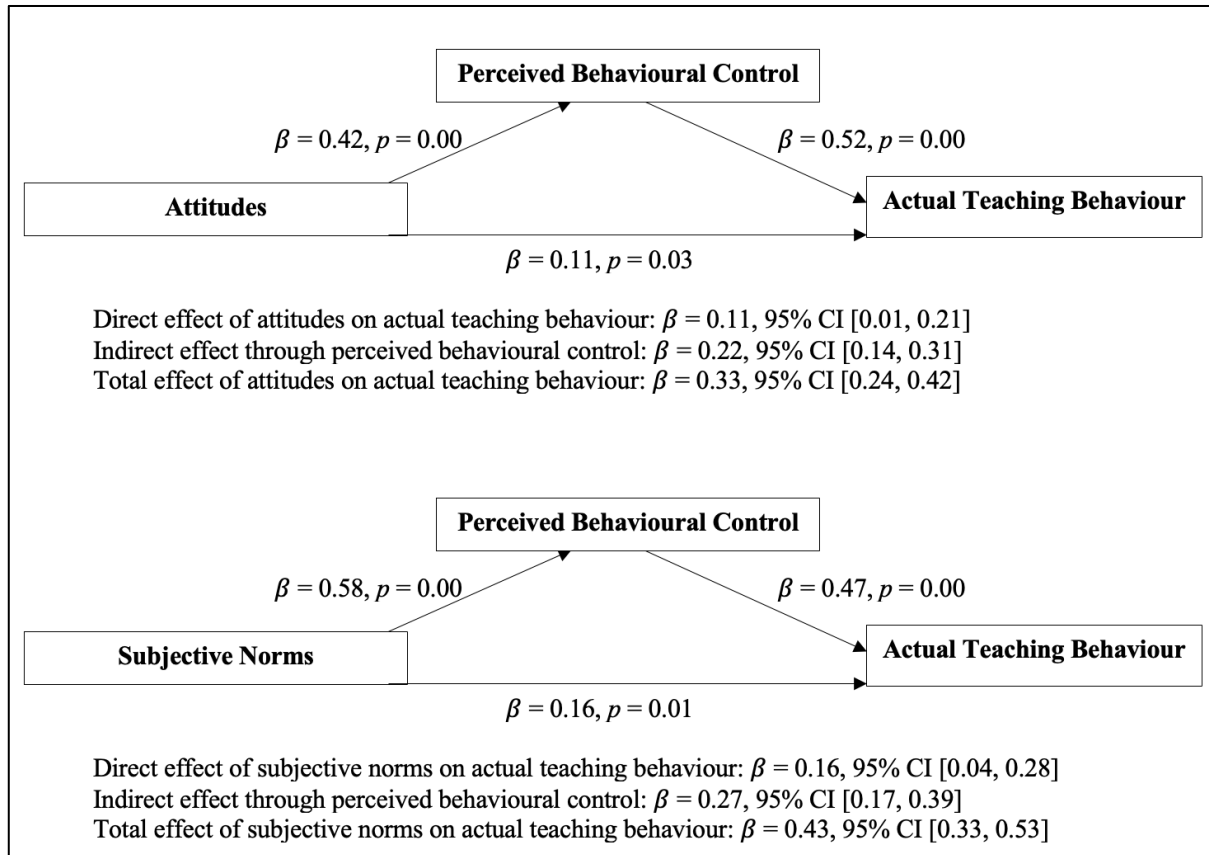 Perceived Behavioural Control
β = 0.42, p = 0.00
β = 0.52, p = 0.00
Attitudes
Actual Teaching Behaviour
β = 0.11, p = 0.03
Direct effect of attitudes on actual teaching behaviour: β = 0.11, 95% CI [0.01, 0.21]
Indirect effect through perceived behavioural control: β = 0.22, 95% CI [0.14, 0.31]
Total effect of attitudes on actual teaching behaviour: β = 0.33, 95% CI [0.24, 0.42]
Perceived Behavioural Control
β = 0.58, p = 0.00
β = 0.47, p = 0.00
Subjective Norms
Actual Teaching Behaviour
β = 0.16, p = 0.01
Direct effect of subjective norms on actual teaching behaviour: β = 0.16, 95% CI [0.04, 0.28]
Indirect effect through perceived behavioural control: β = 0.27, 95% CI [0.17, 0.39]
Total effect of subjective norms on actual teaching behaviour: β = 0.43, 95% CI [0.33, 0.53]